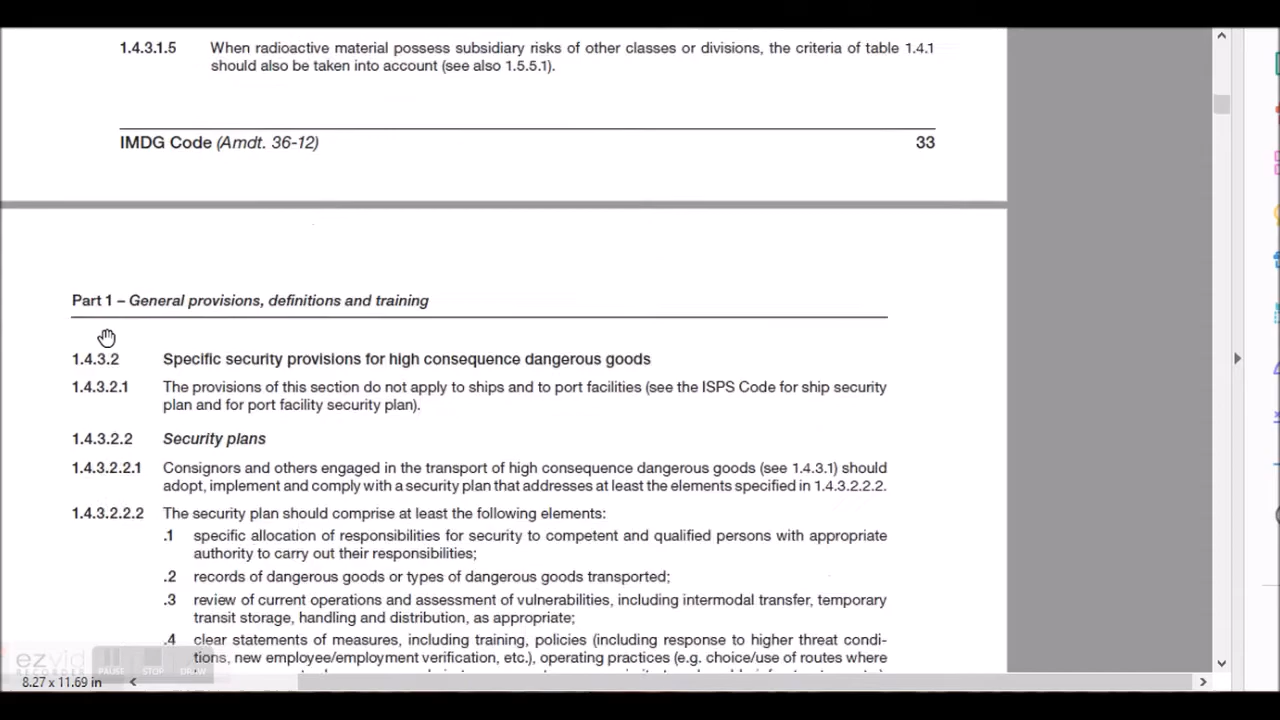 1.4.3.1.5 When radioactive material possess subsidiary risks of other classes or divisions, the criteria of table 1.4.1
should also be taken into account (see also 1.5.5.1).
IMDG Code (Amdt. 36-12) 33
Part 1 – General provisions, definitions and training
1.4.3.2 Specific security provisions for high consequence dangerous goods
1.4.3.2.1 The provisions of this section do not apply to ships and to port facilities (see the ISPS Code for ship security
plan and for port facility security plan).
1.4.3.2.2 Security plans
1.4.3.2.2.1 Consignors and others engaged in the transport of high consequence dangerous goods (see 1.4.3.1) should
adopt, implement and comply with a security plan that addresses at least the elements specified in 1.4.3.2.2.2.
1.4.3.2.2.2 The security plan should comprise at least the following elements:
.1 specific allocation of responsibilities for security to competent and qualified persons with appropriate
authority to carry out their responsibilities;
.2 records of dangerous goods or types of dangerous goods transported;
.3 review of current operations and assessment of vulnerabilities, including intermodal transfer, temporary
transit storage, handling and distribution, as appropriate;
.4 clear statements of measures, including training, policies (including response to higher threat condi-
tions, new employee/employment verification, etc.), operating practices (e.g. choice/use of routes where
ezvid
RECORDER
PAUSE STOP DRAW
8.27 x 11.69 in